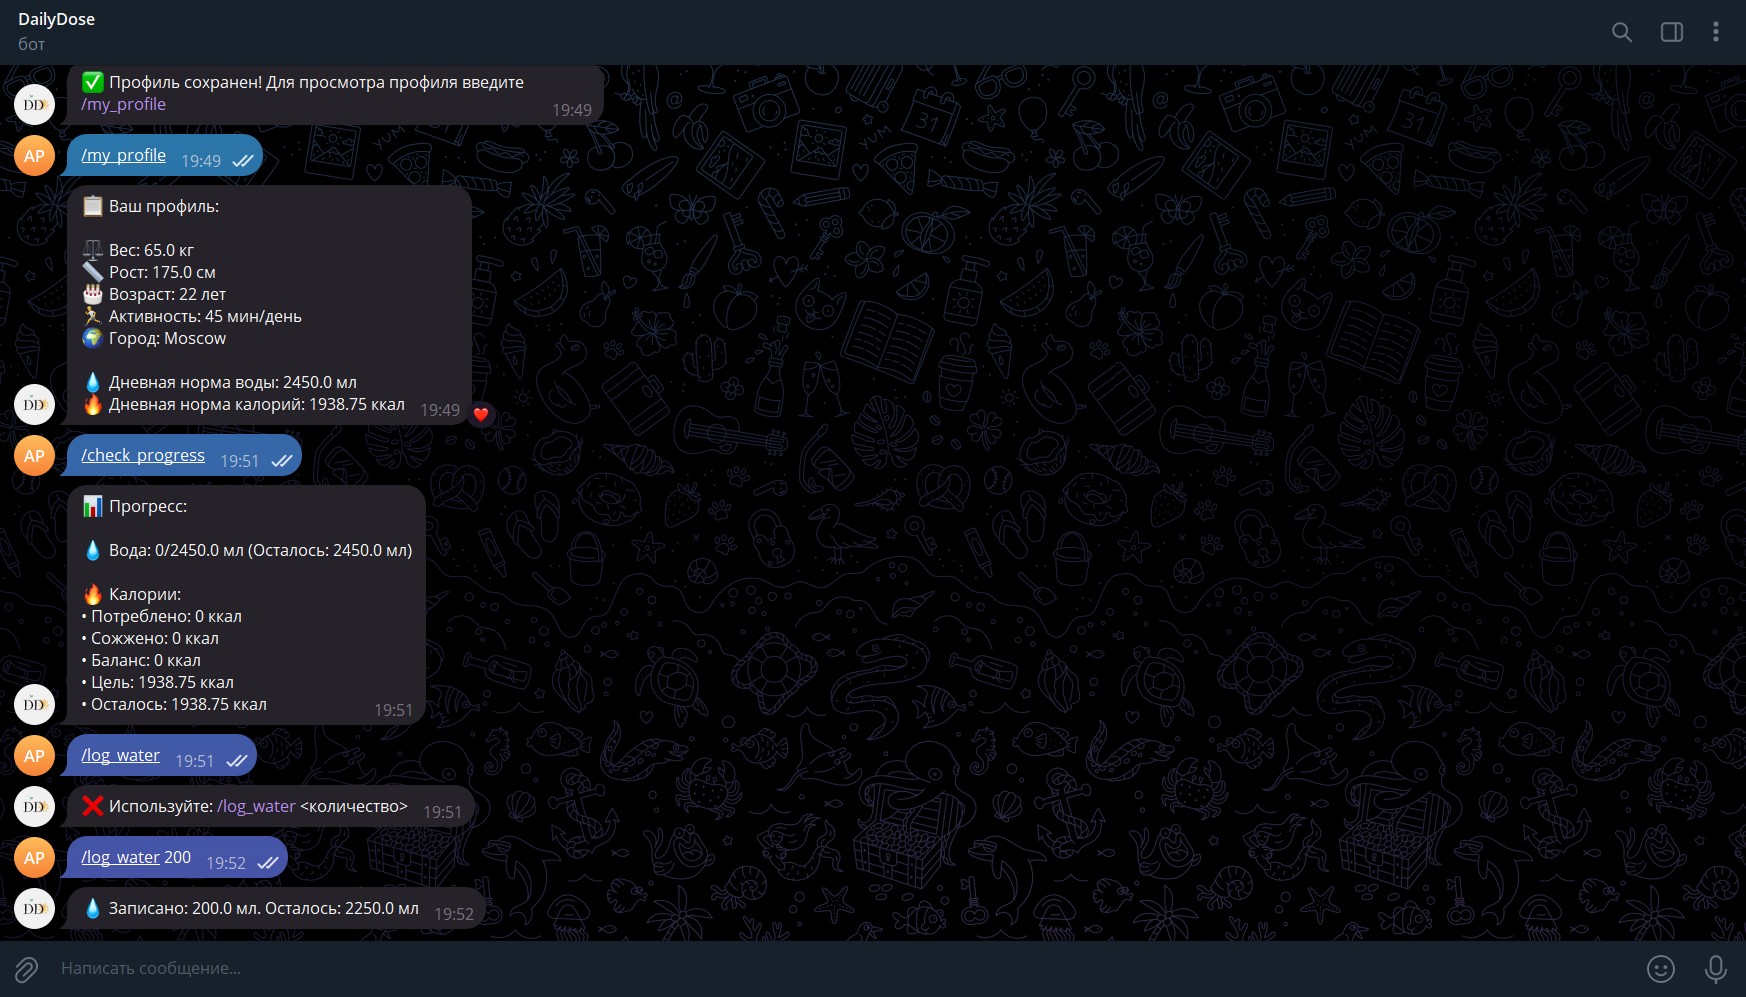 DailyDose
бот
✅ Профиль сохранен! Для просмотра профиля введите
/my_profile
19:49
DD
AP
/my_profile 19:49
📋 Ваш профиль:
⚖️ Вес: 65.0 кг
📏 Рост: 175.0 см
🎂 Возраст: 22 лет
🏃 Активность: 45 мин/день
🌍 Город: Moscow
💧 Дневная норма воды: 2450.0 мл
🔥 Дневная норма калорий: 1938.75 ккал 19:49 ❤️
DD
AP
/check_progress 19:51
📊 Прогресс:
💧 Вода: 0/2450.0 мл (Осталось: 2450.0 мл)
🔥 Калории:
• Потреблено: 0 ккал
• Сожжено: 0 ккал
• Баланс: 0 ккал
• Цель: 1938.75 ккал
• Осталось: 1938.75 ккал
19:51
DD
AP
/log_water 19:51
DD
❌ Используйте: /log_water <количество> 19:51
AP
/log_water 200 19:52
DD
💧 Записано: 200.0 мл. Осталось: 2250.0 мл 19:52
Написать сообщение...